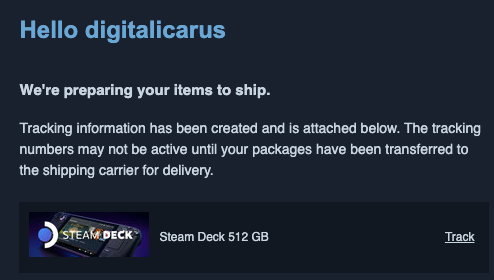 Hello digitalicarus
We're preparing your items to ship.
Tracking information has been created and is attached below. The tracking
numbers may not be active until your packages have been transferred to
the shipping carrier for delivery.
STEAM DECK
Steam Deck 512 GB
Track